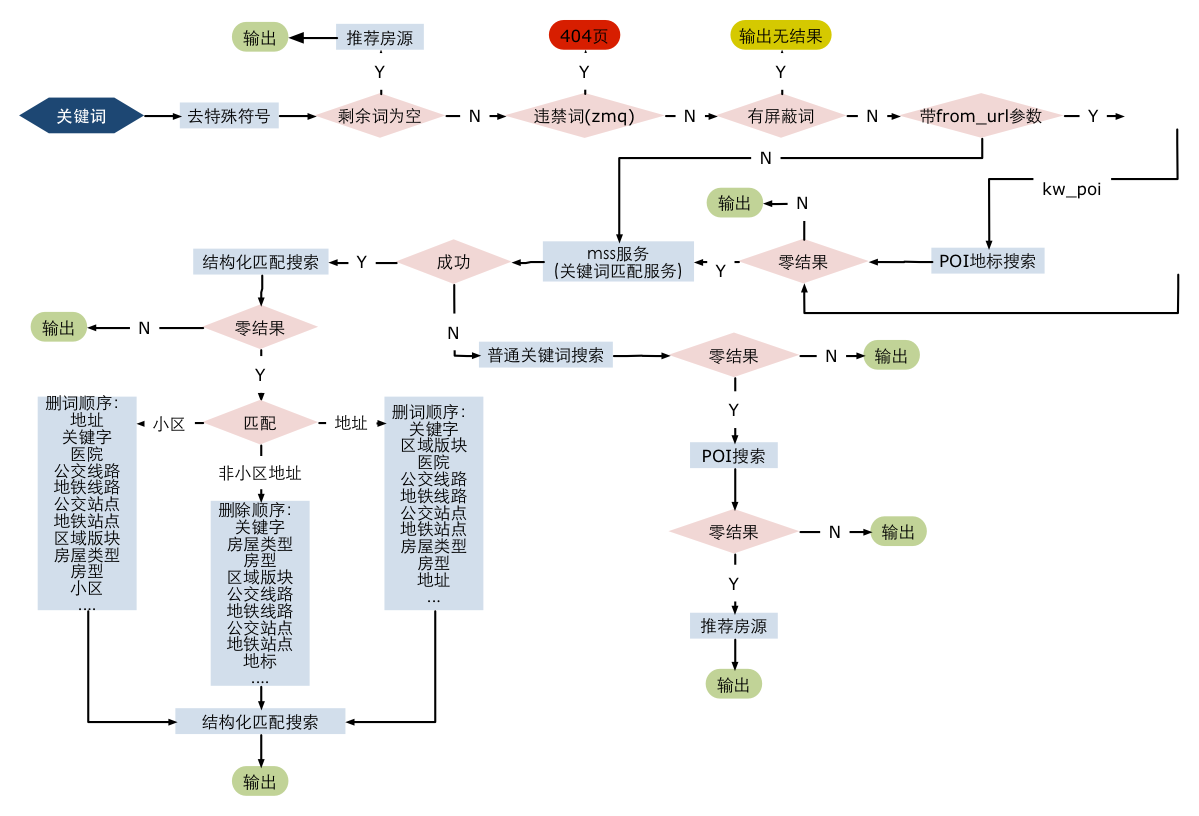 输出
推荐房源
404页
输出无结果
Y
Y
Y
关键词
去特殊符号
剩余词为空
N
违禁词(zmq)
N
有屏蔽词
N
带from_url参数
Y
N
kw_poi
输出
N
结构化匹配搜索
Y
成功
mss服务
(关键词匹配服务)
Y
零结果
POI地标搜索
输出
N
零结果
N
普通关键词搜索
零结果
N
输出
Y
Y
小区
匹配
地址
非小区地址
删词顺序:
地址
关键字
医院
公交线路
地铁线路
公交站点
地铁站点
区域版块
房屋类型
房型
小区
....
删除顺序:
关键字
房屋类型
房型
区域版块
公交线路
地铁线路
公交站点
地铁站点
地标
....
删词顺序:
关键字
区域版块
医院
公交线路
地铁线路
公交站点
地铁站点
房屋类型
房型
地址
...
POI搜索
零结果
N
输出
Y
推荐房源
输出
结构化匹配搜索
输出